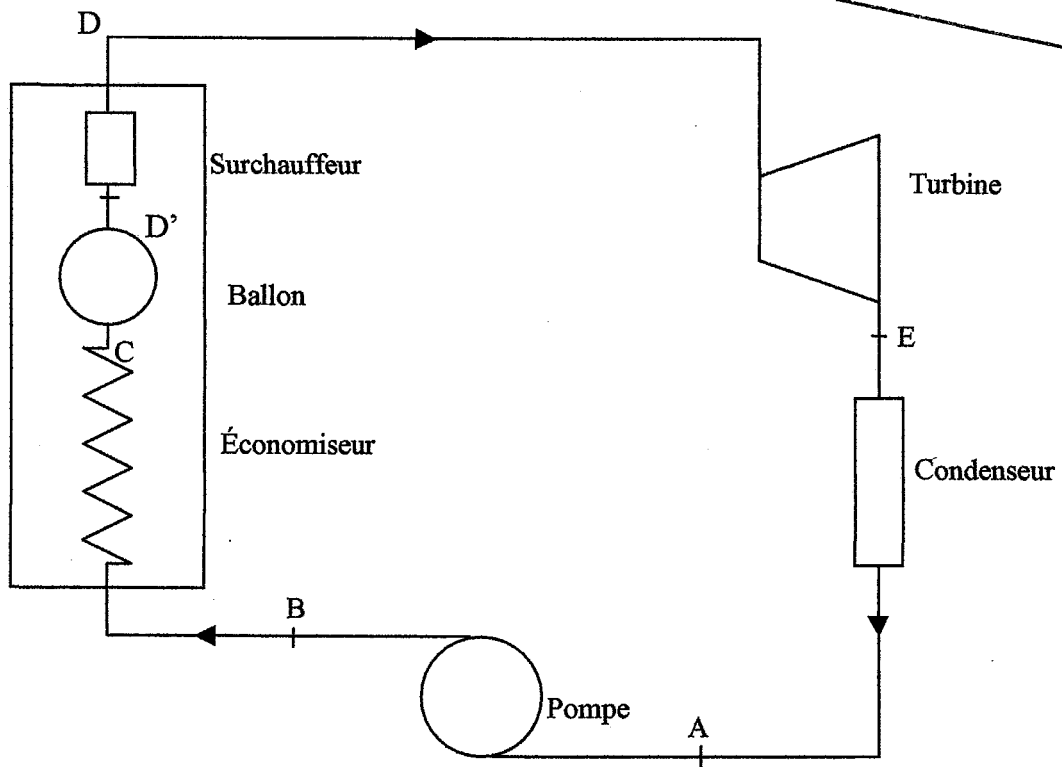 D
Surchauffeur
Turbine
D’
Ballon
E
C
Économiseur
Condenseur
B
Pompe
A